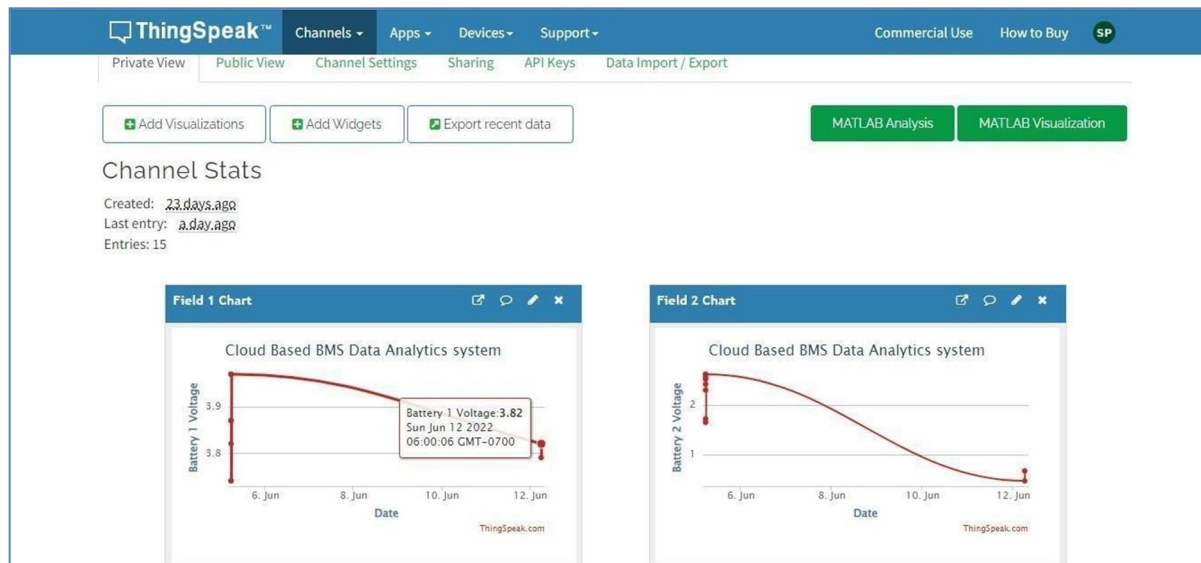 ThingSpeak™ Channels Apps Devices Support Commercial Use How to Buy SP
Private View Public View Channel Settings Sharing API Keys Data Import / Export
Add Visualizations Add Widgets Export recent data MATLAB Analysis MATLAB Visualization
Channel Stats
Created: 23 days ago
Last entry: a day ago
Entries: 15
Field 1 Chart
Cloud Based BMS Data Analytics system
Battery 1 Voltage
3.9
3.8
Battery 1 Voltage:3.82
Sun Jun 12 2022
06:00:06 GMT-0700
6. Jun 8. Jun 10. Jun 12. Jun
Date
ThingSpeak.com
Field 2 Chart
Cloud Based BMS Data Analytics system
Battery 2 Voltage
2
1
6. Jun 8. Jun 10. Jun 12. Jun
Date
ThingSpeak.com